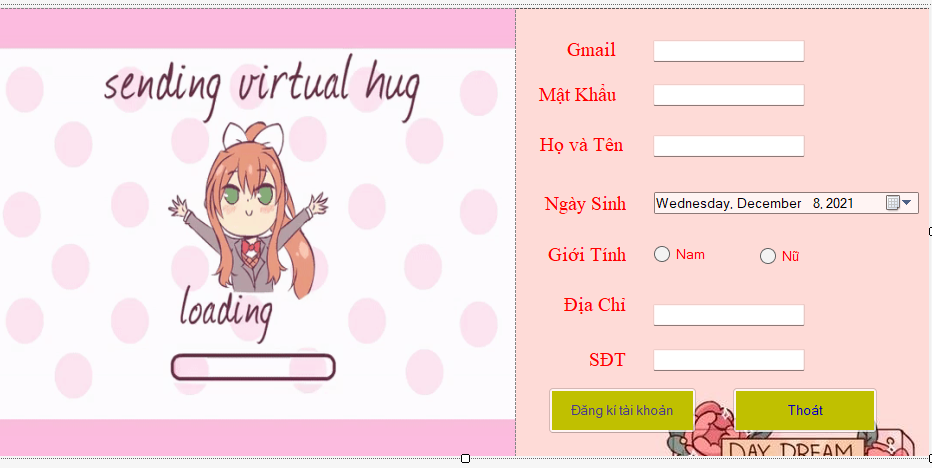 sending virtual hug
loading
Gmail
Mật Khẩu
Họ và Tên
Ngày Sinh
Wednesday, December 8, 2021
Giới Tính
Nam
Nữ
Địa Chỉ
SĐT
Đăng kí tài khoản
Thoát
DAY DREAM